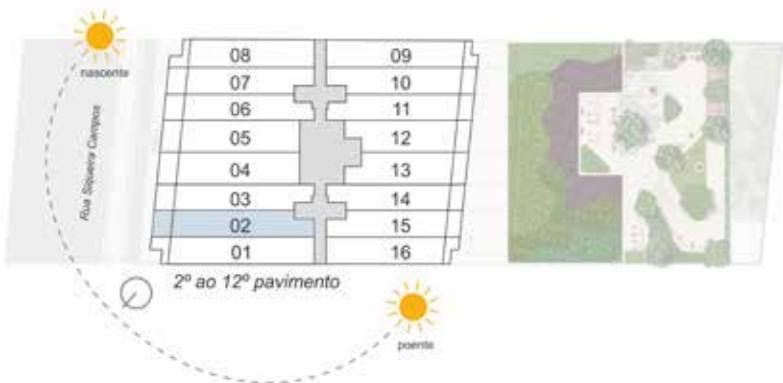 nascente
Rua Siqueira Campos
08 09
07 10
06 11
05 12
04 13
03 14
02 15
01 16
2º ao 12º pavimento
poente